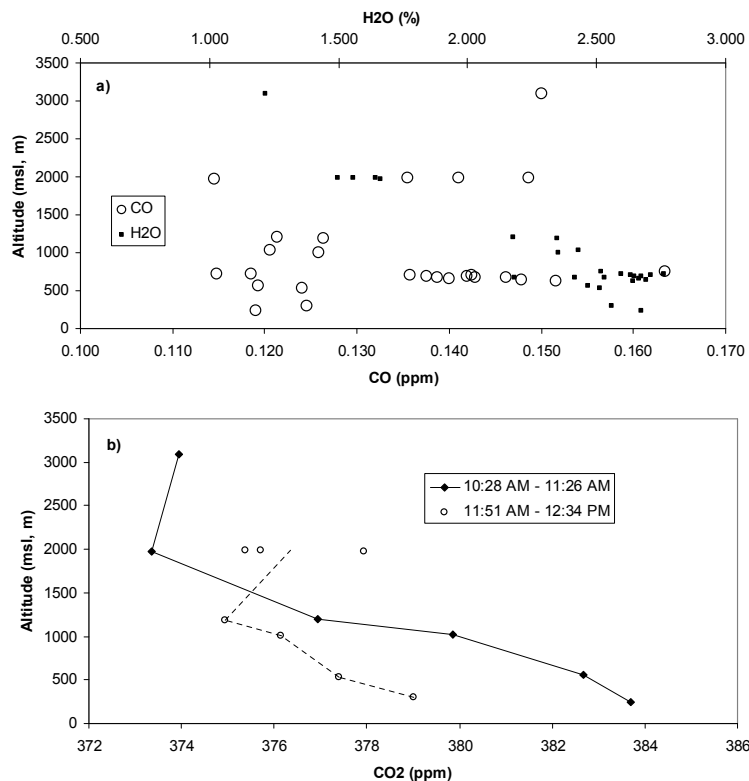 H2O (%)
0.500 1.000 1.500 2.000 2.500 3.000
a)
3500
3000
2500
2000
1500
1000
500
0
Altitude (msl, m)
CO
H2O
0.100 0.110 0.120 0.130 0.140 0.150 0.160 0.170
CO (ppm)
b)
3500
3000
2500
2000
1500
1000
500
0
Altitude (msl, m)
10:28 AM - 11:26 AM
11:51 AM - 12:34 PM
372 374 376 378 380 382 384 386
CO2 (ppm)